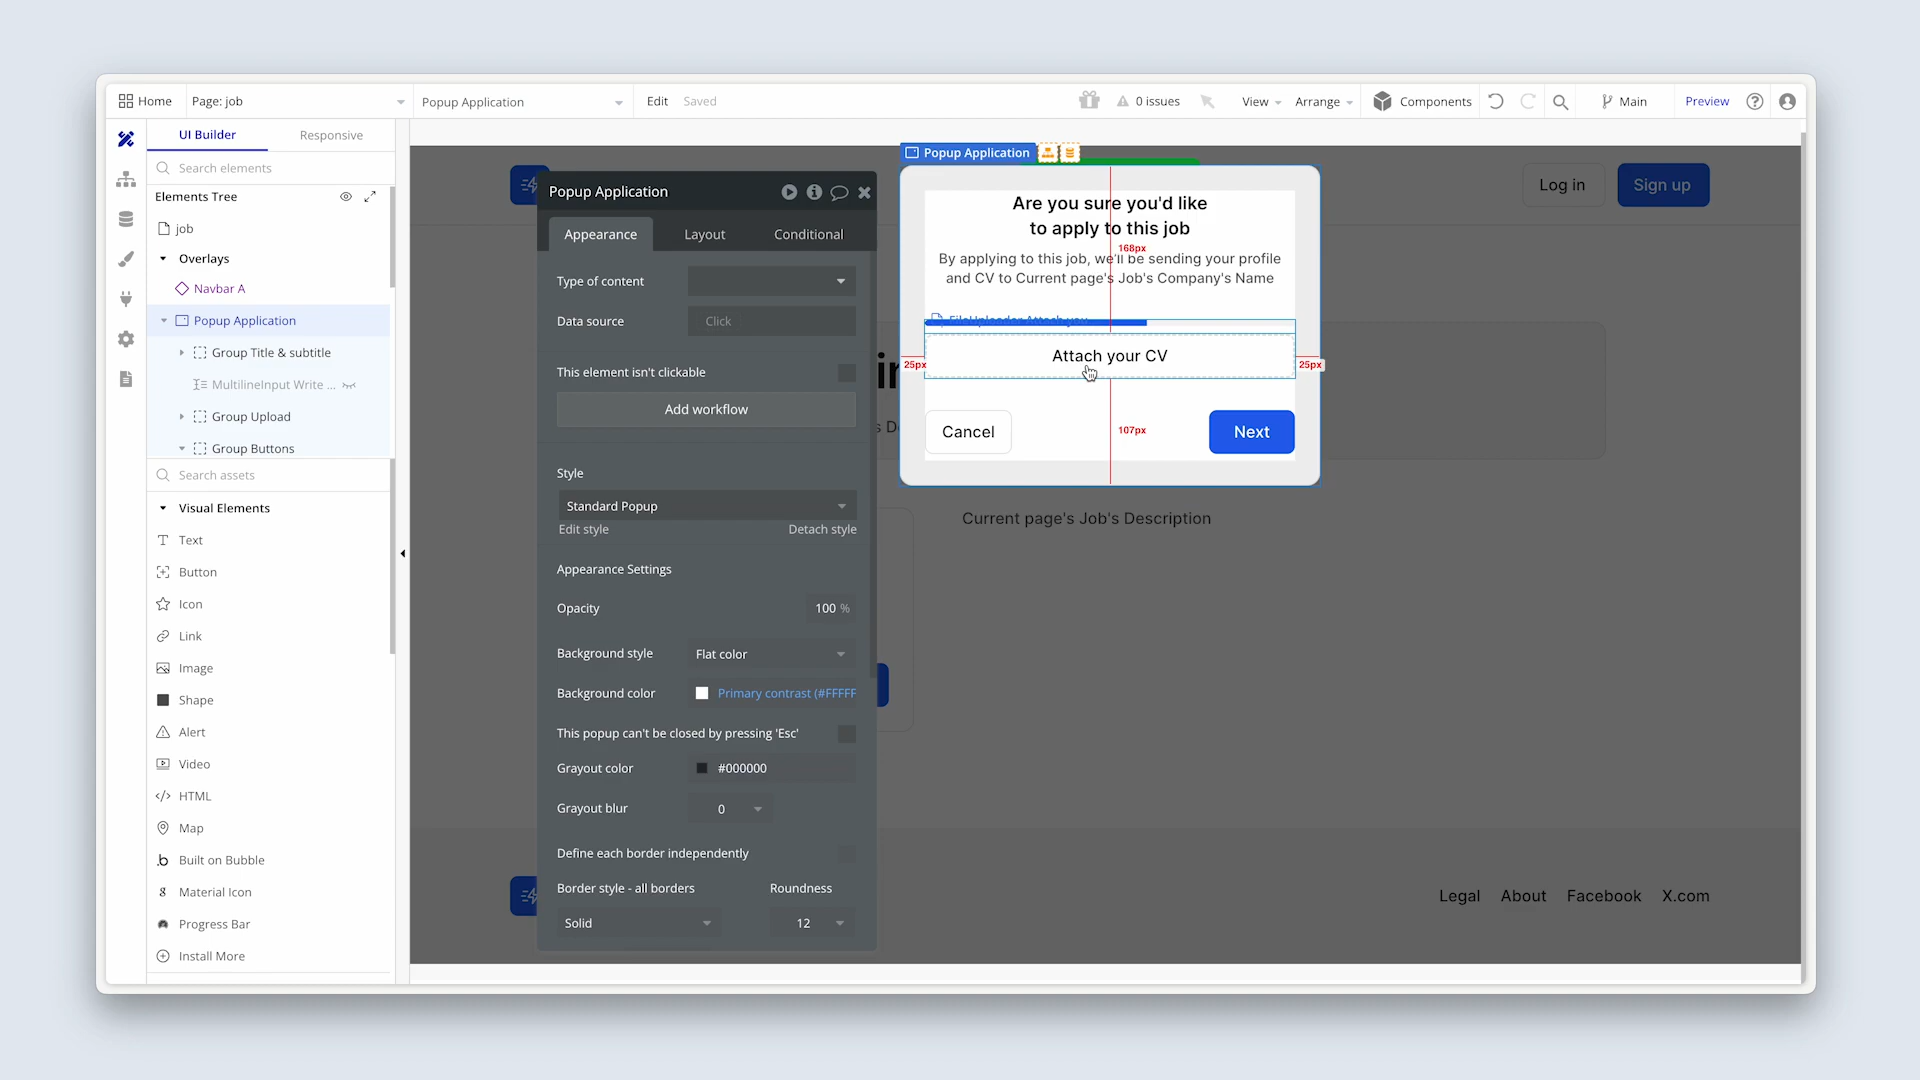 Home
Page: job
Popup Application
Edit
Saved
0 issues
View
Arrange
Components
Main
Preview
UI Builder
Responsive
Search elements
Elements Tree
job
Overlays
Navbar A
Popup Application
Group Title & subtitle
MultilineInput Write ...
Group Upload
Group Buttons
Search assets
Visual Elements
Text
Button
Icon
Link
Image
Shape
Alert
Video
HTML
Map
Built on Bubble
Material Icon
Progress Bar
Install More
Popup Application
Appearance
Layout
Conditional
Type of content
Data source
Click
This element isn't clickable
Add workflow
Style
Standard Popup
Edit style
Detach style
Appearance Settings
Opacity
100 %
Background style
Flat color
Background color
Primary contrast (#FFFFF
This popup can't be closed by pressing 'Esc'
Grayout color
#000000
Grayout blur
0
Define each border independently
Border style - all borders
Roundness
Solid
12
Popup Application
Log in
Sign up
Are you sure you'd like
to apply to this job
168px
By applying to this job, we'll be sending your profile
and CV to Current page's Job's Company's Name
FileUploader Attach you
Attach your CV
25px
25px
Cancel
107px
Next
Current page's Job's Description
Legal
About
Facebook
X.com